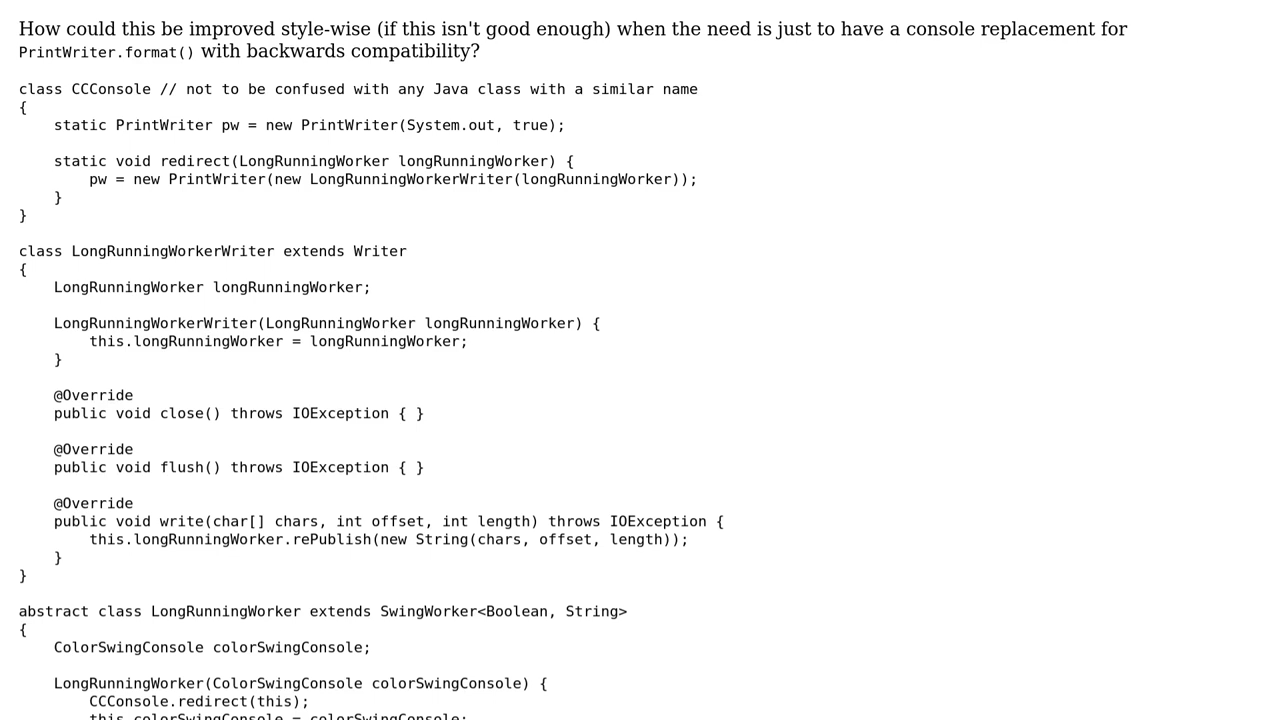 How could this be improved style-wise (if this isn't good enough) when the need is just to have a console replacement for
PrintWriter.format() with backwards compatibility?
class CCConsole // not to be confused with any Java class with a similar name
{
    static PrintWriter pw = new PrintWriter(System.out, true);
    static void redirect(LongRunningWorker longRunningWorker) {
        pw = new PrintWriter(new LongRunningWorkerWriter(longRunningWorker));
    }
}
class LongRunningWorkerWriter extends Writer
{
    LongRunningWorker longRunningWorker;
    LongRunningWorkerWriter(LongRunningWorker longRunningWorker) {
        this.longRunningWorker = longRunningWorker;
    }
    @Override
    public void close() throws IOException { }
    @Override
    public void flush() throws IOException { }
    @Override
    public void write(char[] chars, int offset, int length) throws IOException {
        this.longRunningWorker.rePublish(new String(chars, offset, length));
    }
}
abstract class LongRunningWorker extends SwingWorker<Boolean, String>
{
    ColorSwingConsole colorSwingConsole;
    LongRunningWorker(ColorSwingConsole colorSwingConsole) {
        CCConsole.redirect(this);
        this.colorSwingConsole = colorSwingConsole;